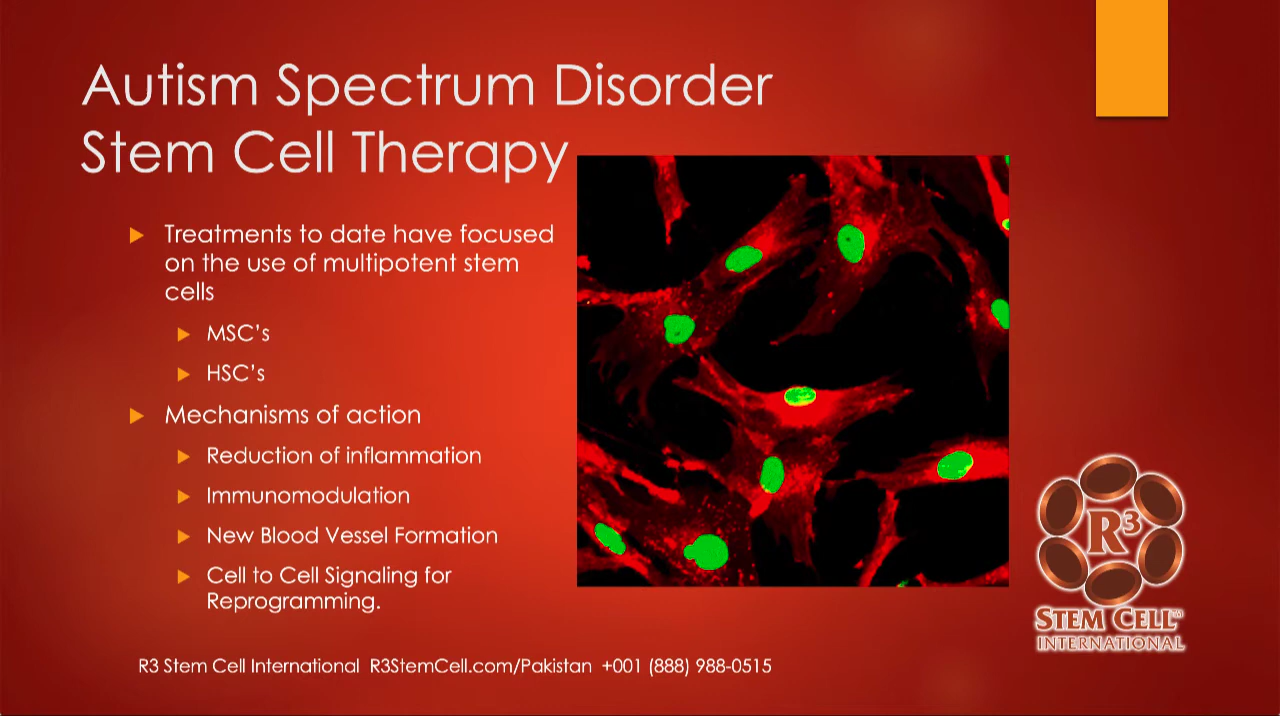 Autism Spectrum Disorder
Stem Cell Therapy
Treatments to date have focused
on the use of multipotent stem
cells
MSC's
HSC's
Mechanisms of action
Reduction of inflammation
Immunomodulation
New Blood Vessel Formation
Cell to Cell Signaling for
Reprogramming.
R3
STEM CELL™
INTERNATIONAL
R3 Stem Cell International R3StemCell.com/Pakistan +001 (888) 988-0515